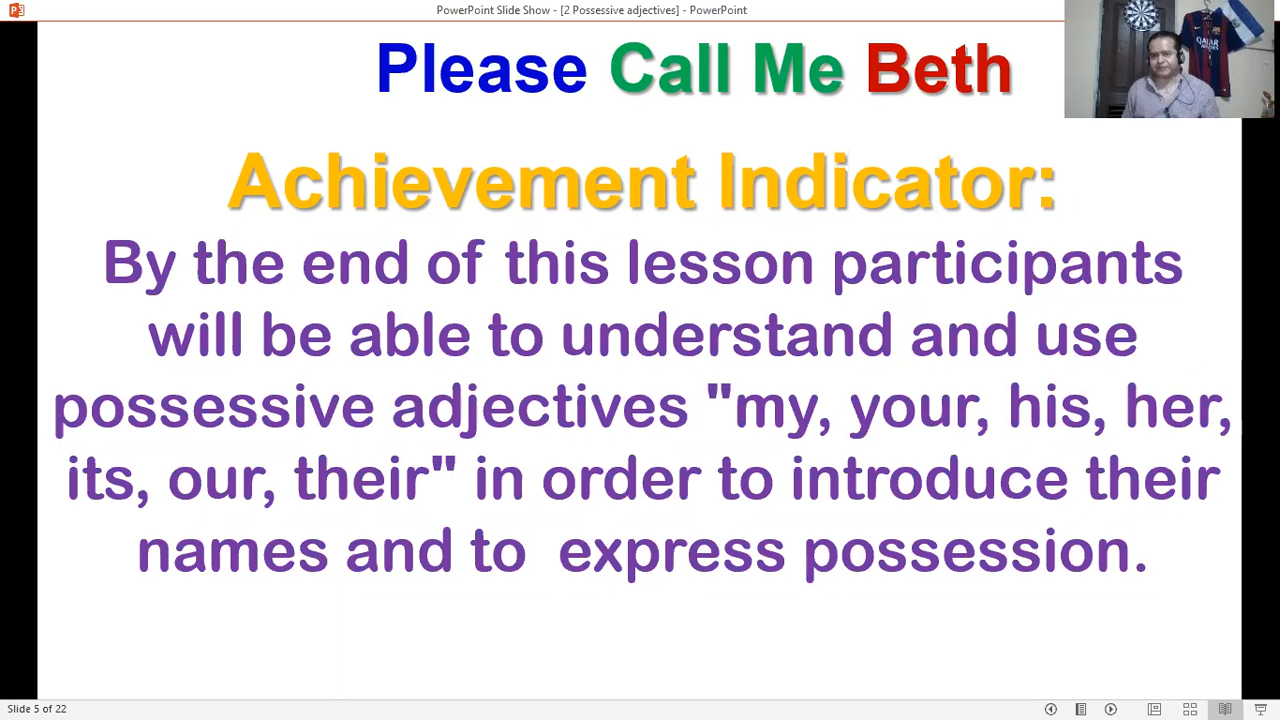 PowerPoint Slide Show - [2 Possessive adjectives] - PowerPoint
Please Call Me Beth
Achievement Indicator:
By the end of this lesson participants
will be able to understand and use
possessive adjectives "my, your, his, her,
its, our, their" in order to introduce their
names and to express possession.
Slide 5 of 22